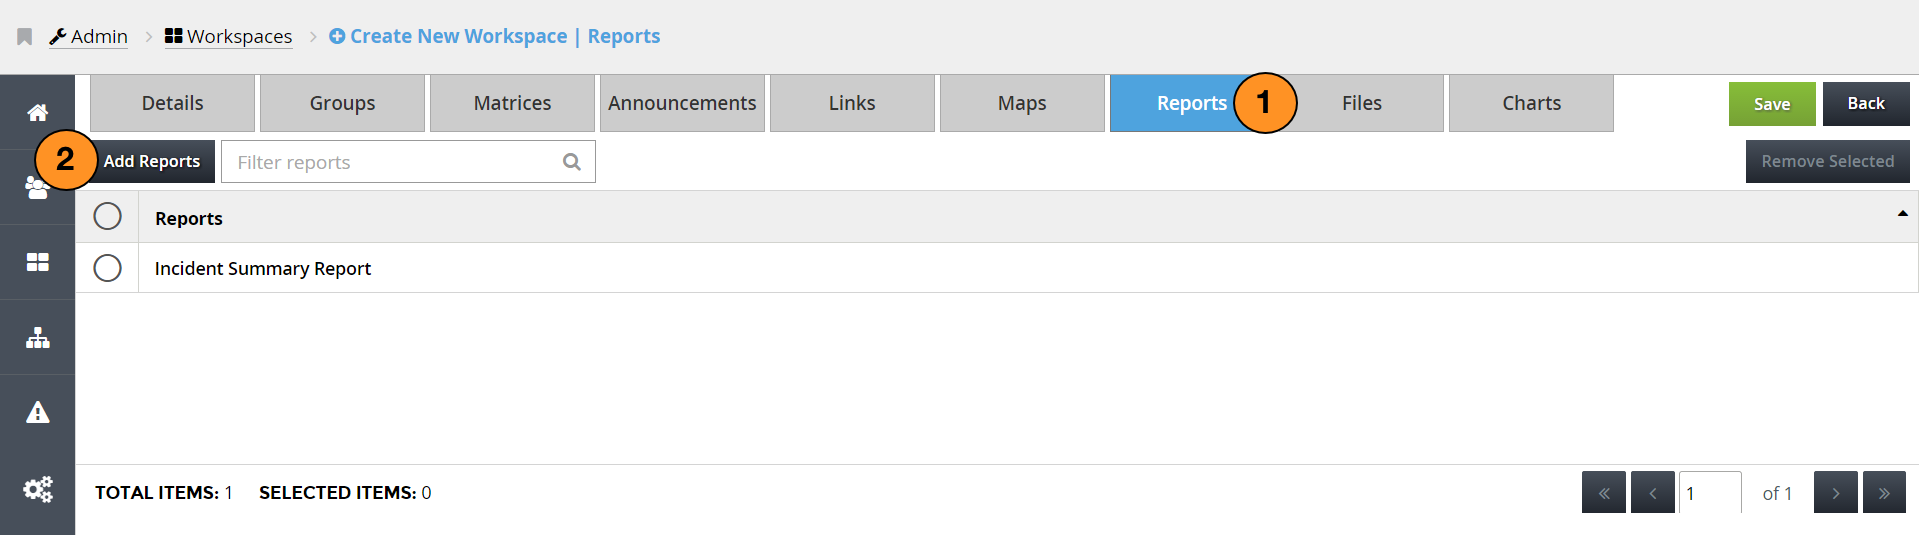 Admin > Workspaces > Create New Workspace | Reports
Details Groups Matrices Announcements Links Maps Reports 1 Files Charts Save Back
2 Add Reports Filter reports Remove Selected
Reports
Incident Summary Report
TOTAL ITEMS: 1 SELECTED ITEMS: 0 « ‹ 1 of 1 › »